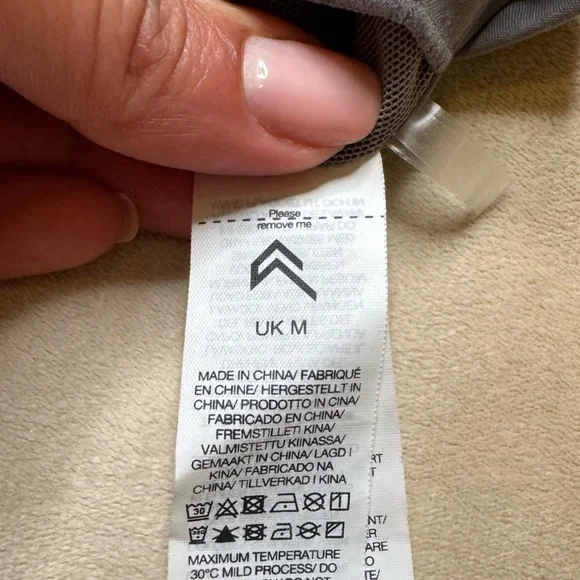 Please
remove me
UK M
MADE IN CHINA/ FABRIQUÉ
EN CHINE/ HERGESTELLT IN
CHINA/ PRODOTTO IN CINA/
FABRICADO EN CHINA/
FREMSTILLET I KINA/
VALMISTETTU KIINASSA/
GEMAAKT IN CHINA/ LAGD I
KINA/ FABRICADO NA
CHINA/ TILLVERKAD I KINA
30
MAXIMUM TEMPERATURE
30°C MILD PROCESS/ DO